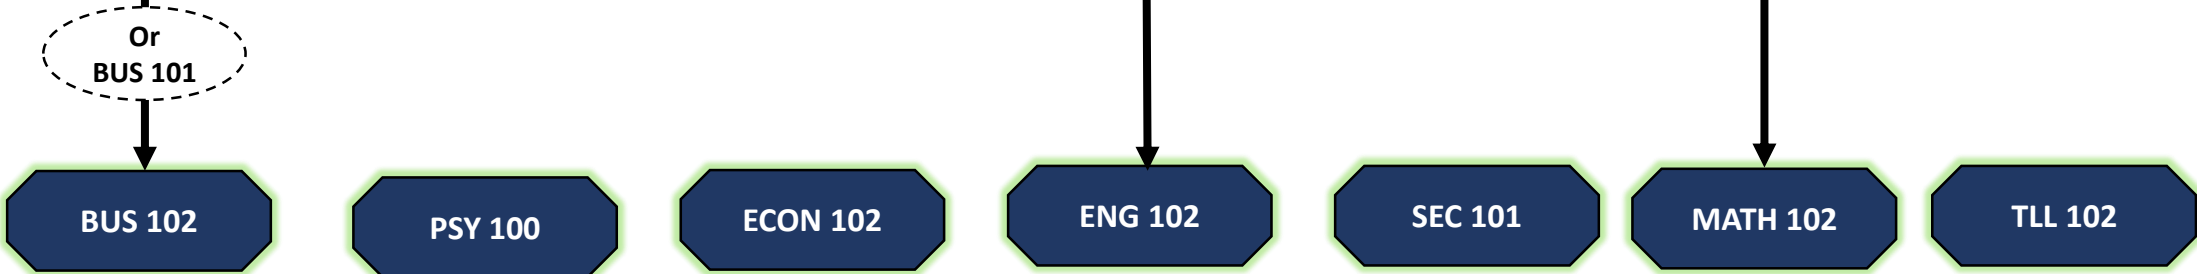 Or
BUS 101
BUS 102
PSY 100
ECON 102
ENG 102
SEC 101
MATH 102
TLL 102